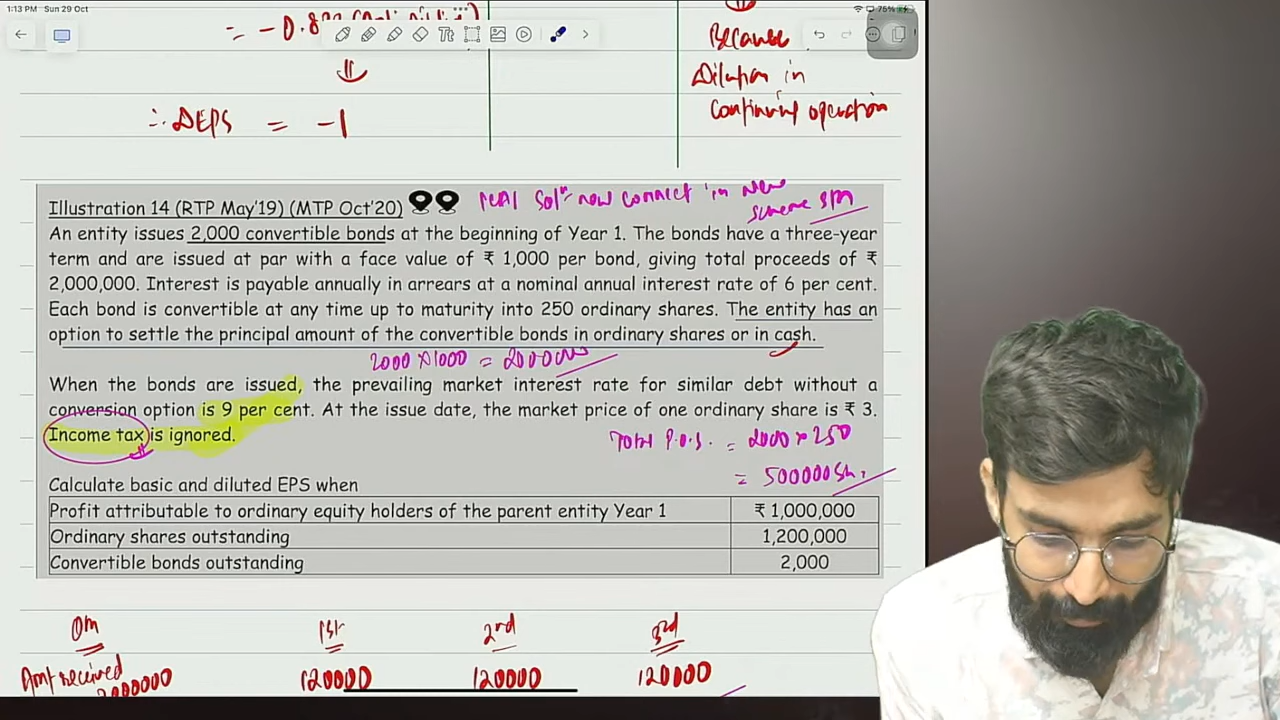 1:13 PM Sun 29 Oct
75%
= -0.8
Because
Dilution in
continuing operation
∴ DEPS = -1
Illustration 14 (RTP May'19) (MTP Oct'20)
now connect in new
scheme SM
An entity issues 2,000 convertible bonds at the beginning of Year 1. The bonds have a three-year
term and are issued at par with a face value of ₹ 1,000 per bond, giving total proceeds of ₹
2,000,000. Interest is payable annually in arrears at a nominal annual interest rate of 6 per cent.
Each bond is convertible at any time up to maturity into 250 ordinary shares. The entity has an
option to settle the principal amount of the convertible bonds in ordinary shares or in cash.
2000 × 1000 = 2000000
When the bonds are issued, the prevailing market interest rate for similar debt without a
conversion option is 9 per cent. At the issue date, the market price of one ordinary share is ₹ 3.
Income tax is ignored.
Total P.O.S. = 2000 × 250
= 500000 Sh.
Calculate basic and diluted EPS when
Profit attributable to ordinary equity holders of the parent entity Year 1 ₹ 1,000,000
Ordinary shares outstanding 1,200,000
Convertible bonds outstanding 2,000
0m 1st 2nd 3rd
Amt received 2000000 120000 120000 120000